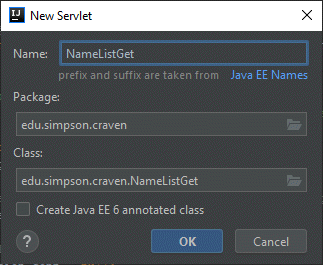 New Servlet
Name: NameListGet
prefix and suffix are taken from Java EE Names
Package:
edu.simpson.craven
Class:
edu.simpson.craven.NameListGet
Create Java EE 6 annotated class
? OK Cancel